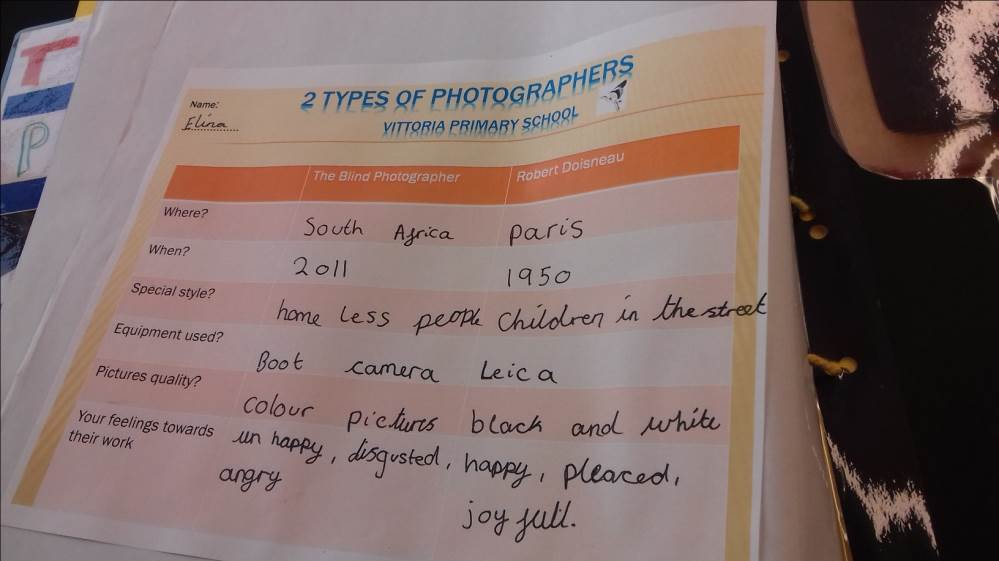 T
P
2 TYPES OF PHOTOGRAPHERS
VITTORIA PRIMARY SCHOOL
Name:
Elina
The Blind Photographer Robert Doisneau
Where? South Africa paris
When? 2011 1950
Special style? home less people children in the street
Equipment used? Boot camera Leica
Pictures quality? colour pictures black and white
Your feelings towards un happy, disgusted, happy, pleaced,
their work angry joy full.